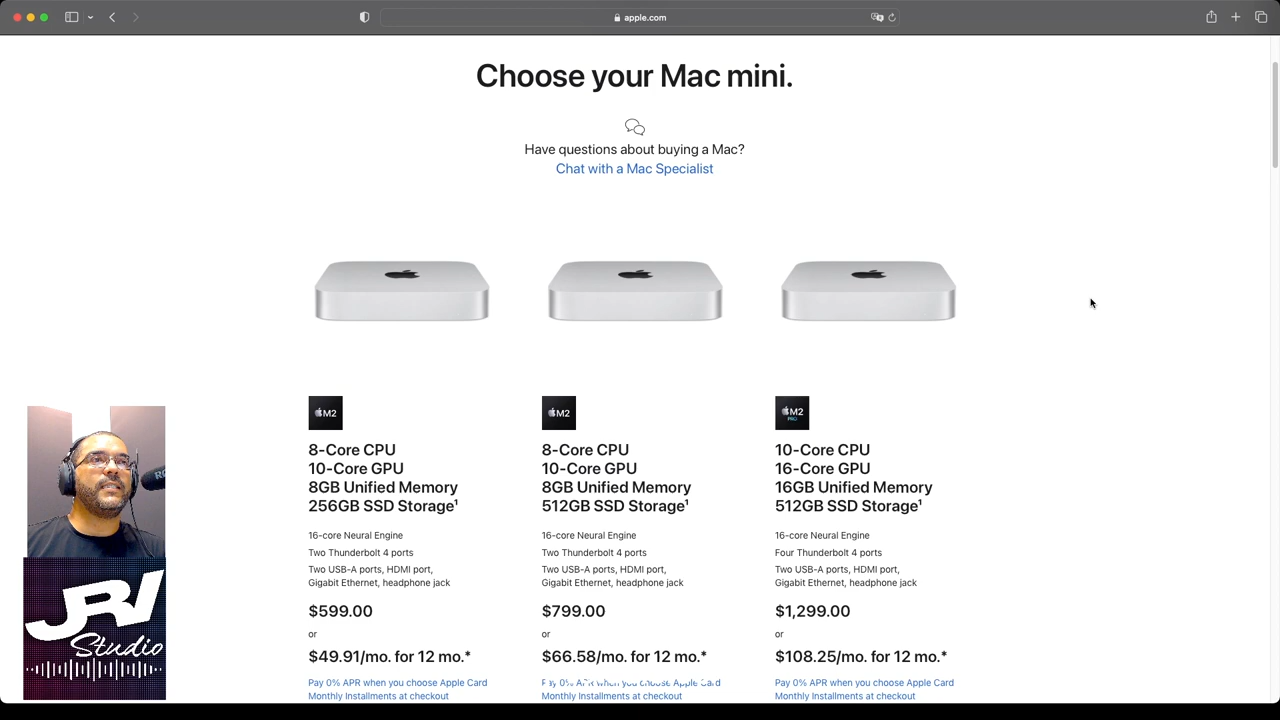 apple.com
Choose your Mac mini.
Have questions about buying a Mac?
Chat with a Mac Specialist
M2
8-Core CPU
10-Core GPU
8GB Unified Memory
256GB SSD Storage¹
16-core Neural Engine
Two Thunderbolt 4 ports
Two USB-A ports, HDMI port,
Gigabit Ethernet, headphone jack
$599.00
or
$49.91/mo. for 12 mo.*
Pay 0% APR when you choose Apple Card
Monthly Installments at checkout
M2
8-Core CPU
10-Core GPU
8GB Unified Memory
512GB SSD Storage¹
16-core Neural Engine
Two Thunderbolt 4 ports
Two USB-A ports, HDMI port,
Gigabit Ethernet, headphone jack
$799.00
or
$66.58/mo. for 12 mo.*
Pay 0% APR when you choose Apple Card
Monthly Installments at checkout
M2
PRO
10-Core CPU
16-Core GPU
16GB Unified Memory
512GB SSD Storage¹
16-core Neural Engine
Four Thunderbolt 4 ports
Two USB-A ports, HDMI port,
Gigabit Ethernet, headphone jack
$1,299.00
or
$108.25/mo. for 12 mo.*
Pay 0% APR when you choose Apple Card
Monthly Installments at checkout
Studio